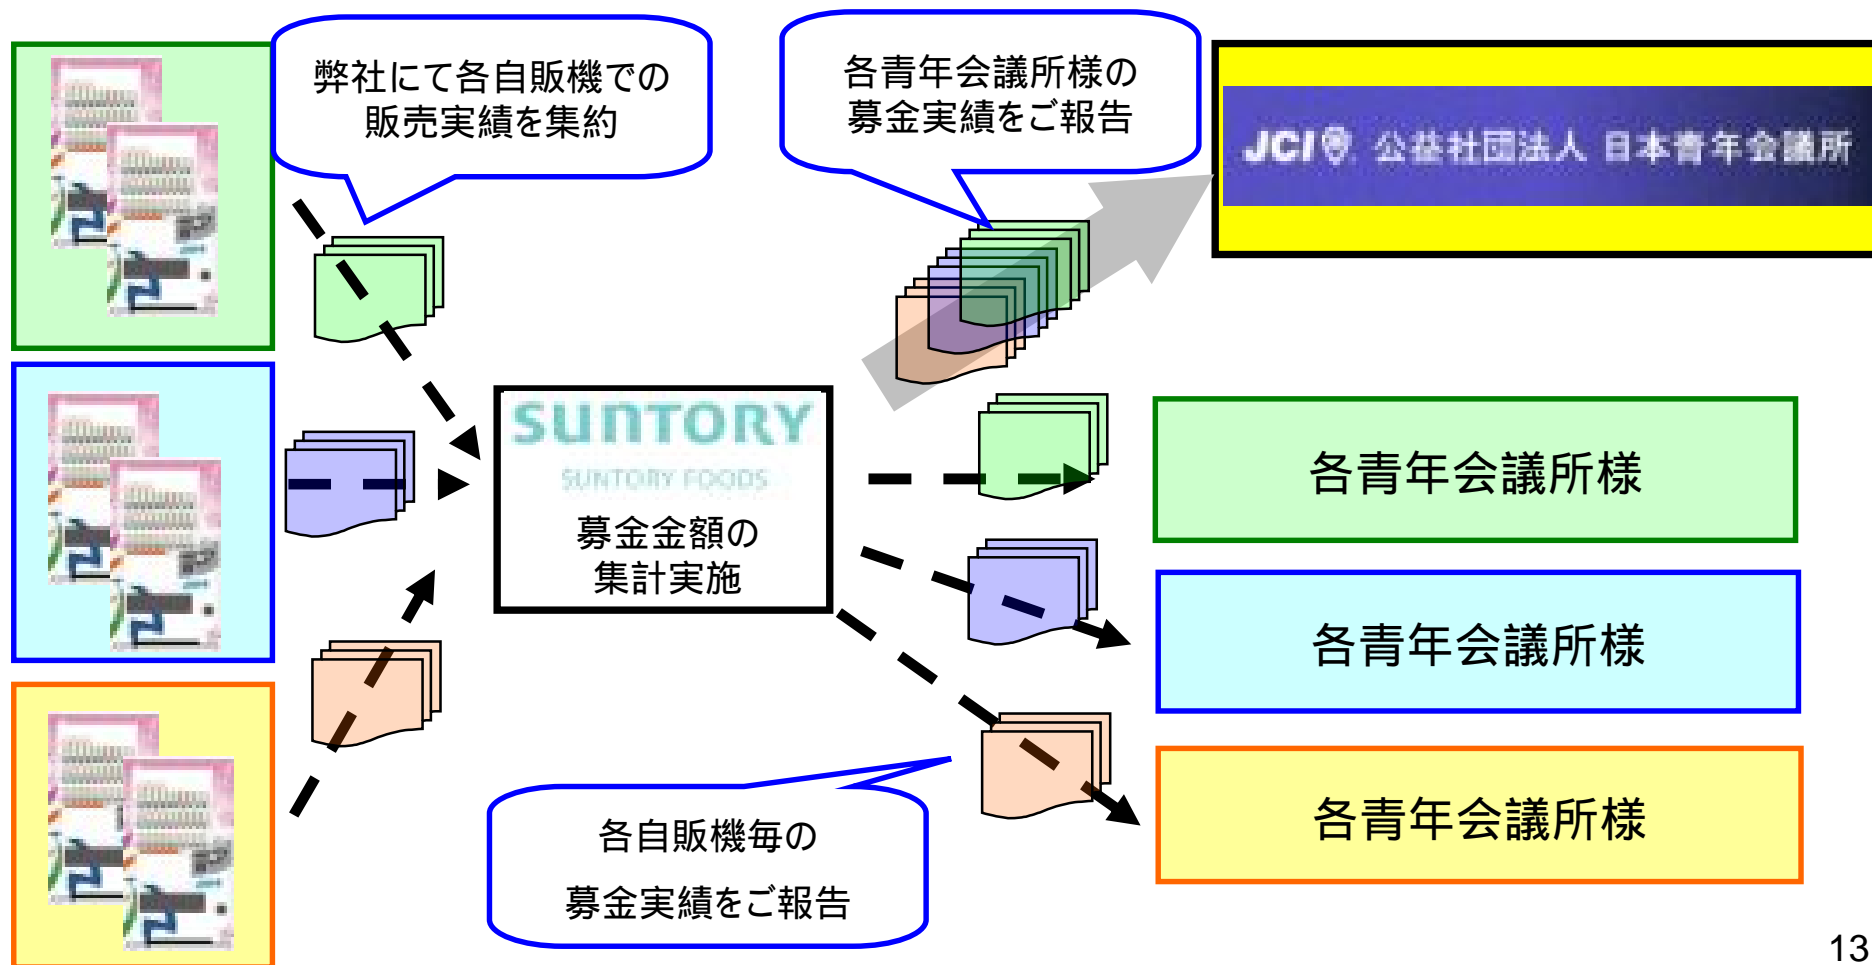 弊社にて各自販機での
販売実績を集約
各青年会議所様の
募金実績をご報告
JCI 公益社団法人 日本青年会議所
SUNTORY
SUNTORY FOODS
募金金額の
集計実施
各青年会議所様
各青年会議所様
各青年会議所様
各自販機毎の
募金実績をご報告
13